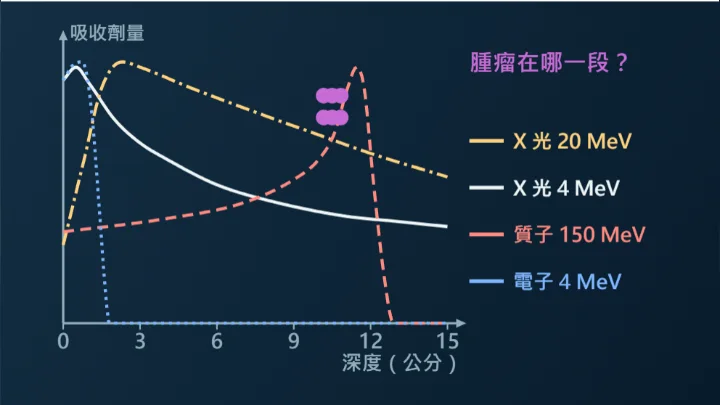 吸收劑量
腫瘤在哪一段？
X 光 20 MeV
X 光 4 MeV
質子 150 MeV
電子 4 MeV
0 3 6 9 12 15
深度（公分）